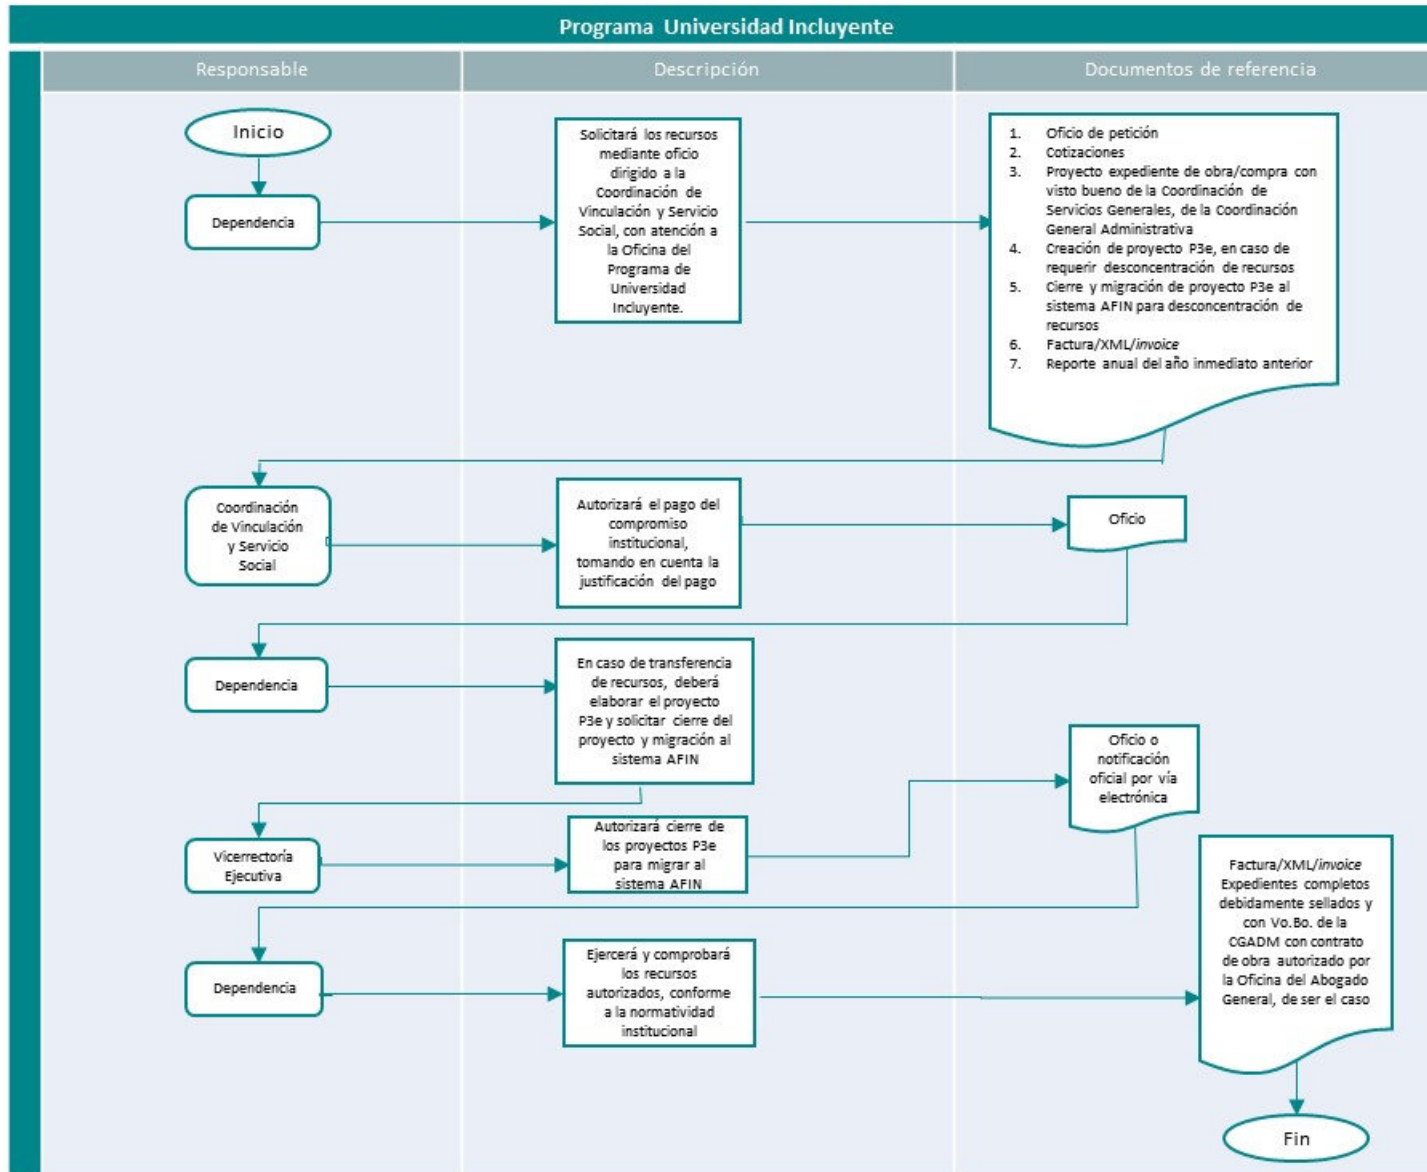 Programa Universidad Incluyente
Responsable
Descripción
Documentos de referencia
Inicio
Dependencia
Solicitará los recursos
mediante oficio
dirigido a la
Coordinación de
Vinculación y Servicio
Social, con atención a
la Oficina del
Programa de
Universidad
Incluyente.
1. Oficio de petición
2. Cotizaciones
3. Proyecto expediente de obra/compra con
visto bueno de la Coordinación de
Servicios Generales, de la Coordinación
General Administrativa
4. Creación de proyecto P3e, en caso de
requerir desconcentración de recursos
5. Cierre y migración de proyecto P3e al
sistema AFIN para desconcentración de
recursos
6. Factura/XML/invoice
7. Reporte anual del año inmediato anterior
Coordinación
de Vinculación
y Servicio
Social
Autorizará el pago del
compromiso
institucional,
tomando en cuenta la
justificación del pago
Oficio
Dependencia
En caso de transferencia
de recursos, deberá
elaborar el proyecto
P3e y solicitar cierre del
proyecto y migración al
sistema AFIN
Vicerrectoría
Ejecutiva
Autorizará cierre de
los proyectos P3e
para migrar al
sistema AFIN
Oficio o
notificación
oficial por vía
electrónica
Dependencia
Ejercerá y comprobará
los recursos
autorizados, conforme
a la normatividad
institucional
Factura/XML/invoice
Expedientes completos
debidamente sellados y
con Vo.Bo. de la
CGADM con contrato
de obra autorizado por
la Oficina del Abogado
General, de ser el caso
Fin